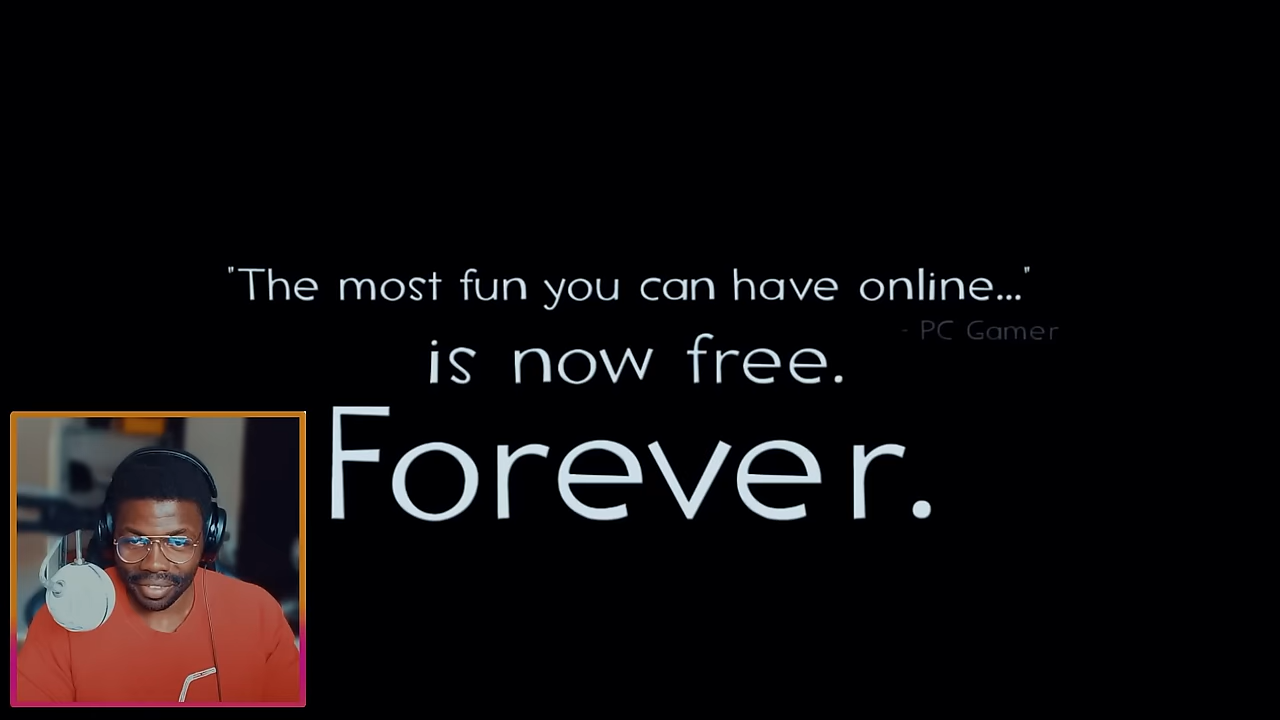 "The most fun you can have online..."
- PC Gamer
is now free.
Forever.